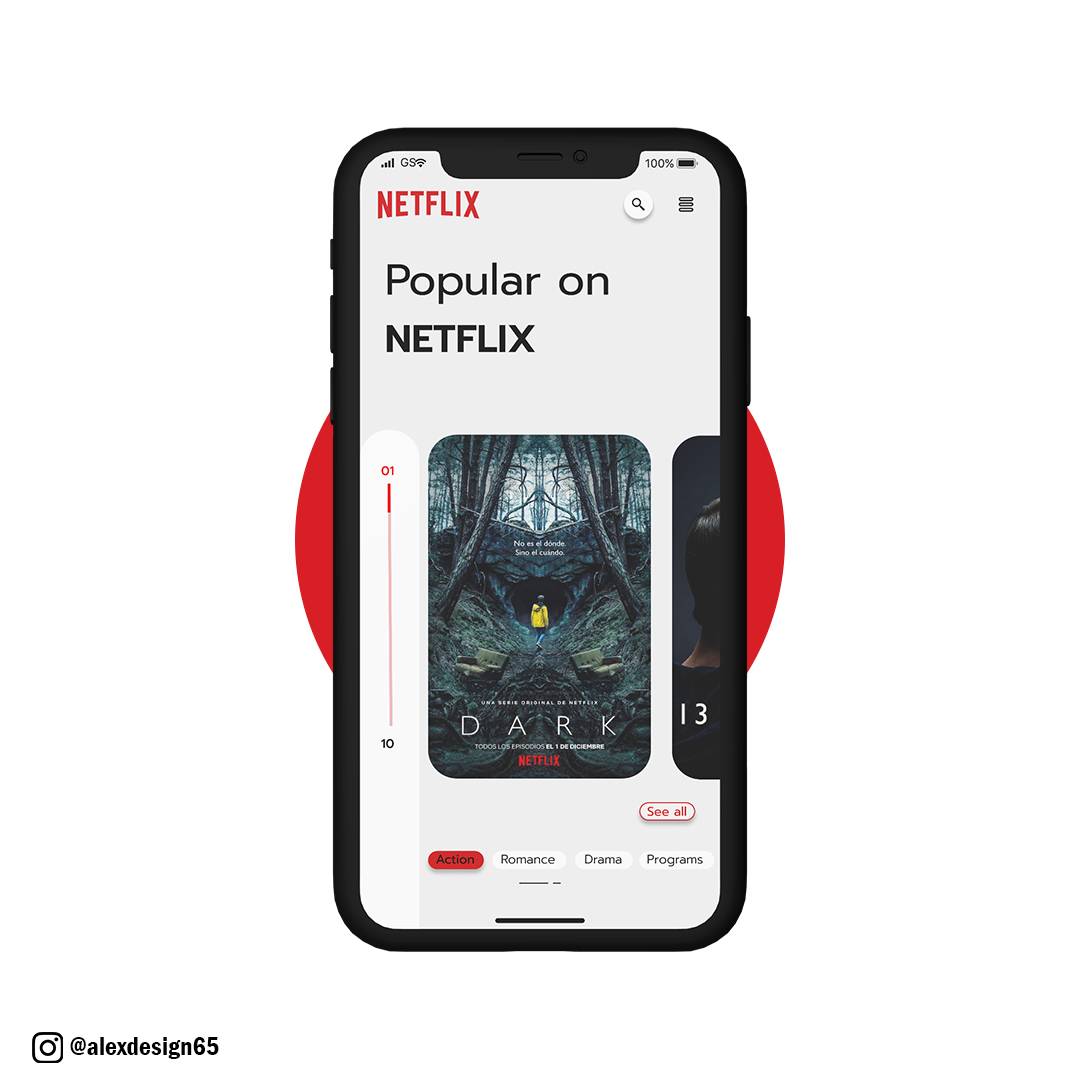 GS
100%
NETFLIX
Popular on
NETFLIX
01
10
No es el dónde.
Sino el cuándo.
UNA SERIE ORIGINAL DE NETFLIX
DARK
TODOS LOS EPISODIOS EL 1 DE DICIEMBRE
NETFLIX
13
See all
Action
Romance
Drama
Programs
@alexdesign65